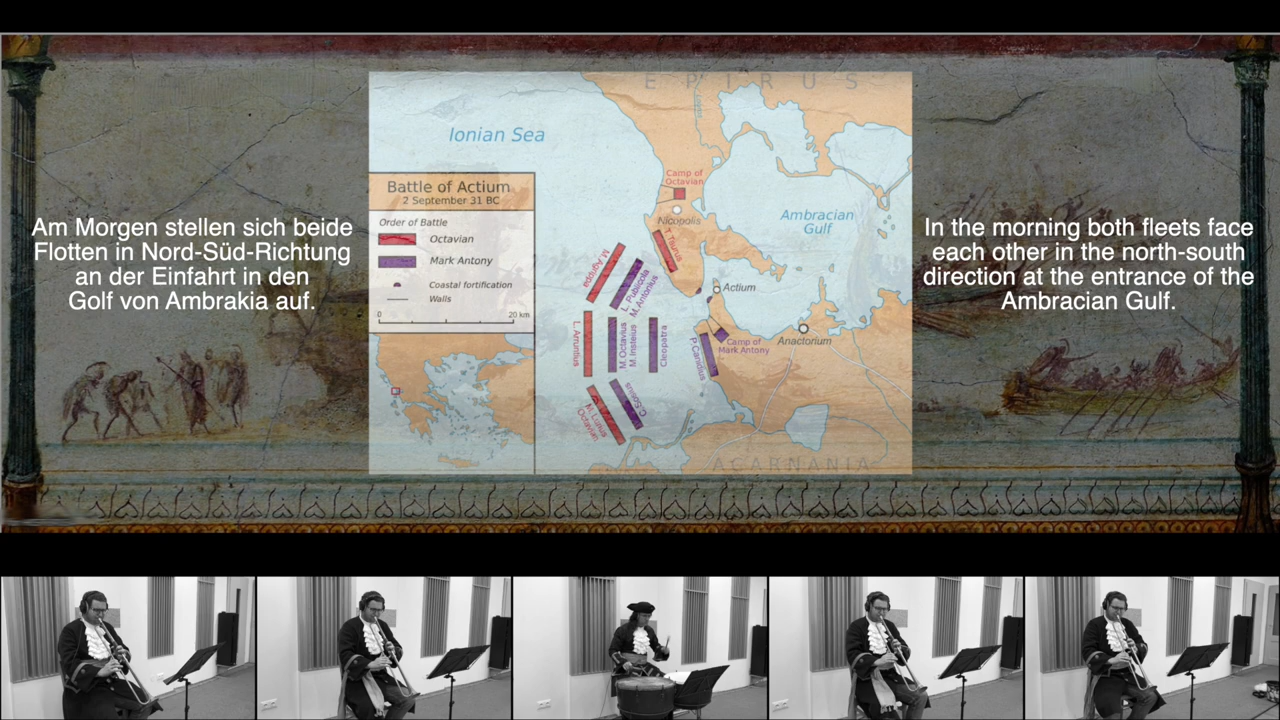 Am Morgen stellen sich beide
Flotten in Nord-Süd-Richtung
an der Einfahrt in den
Golf von Ambrakia auf.
EPIRUS
Ionian Sea
Battle of Actium
2 September 31 BC
Order of Battle
Octavian
Mark Antony
Coastal fortification
Walls
0 20 km
Camp of
Octavian
Nicopolis
T. Taurus
Ambracian
Gulf
M. Agrippa
L. Publicola
M. Antonius
Actium
L. Arruntius
M. Octavius
M. Insteius
Cleopatra
P. Canidius
Camp of
Mark Antony
Anactorium
M. Lurius
Octavian
C. Sosius
ACARNANIA
In the morning both fleets face
each other in the north-south
direction at the entrance of the
Ambracian Gulf.